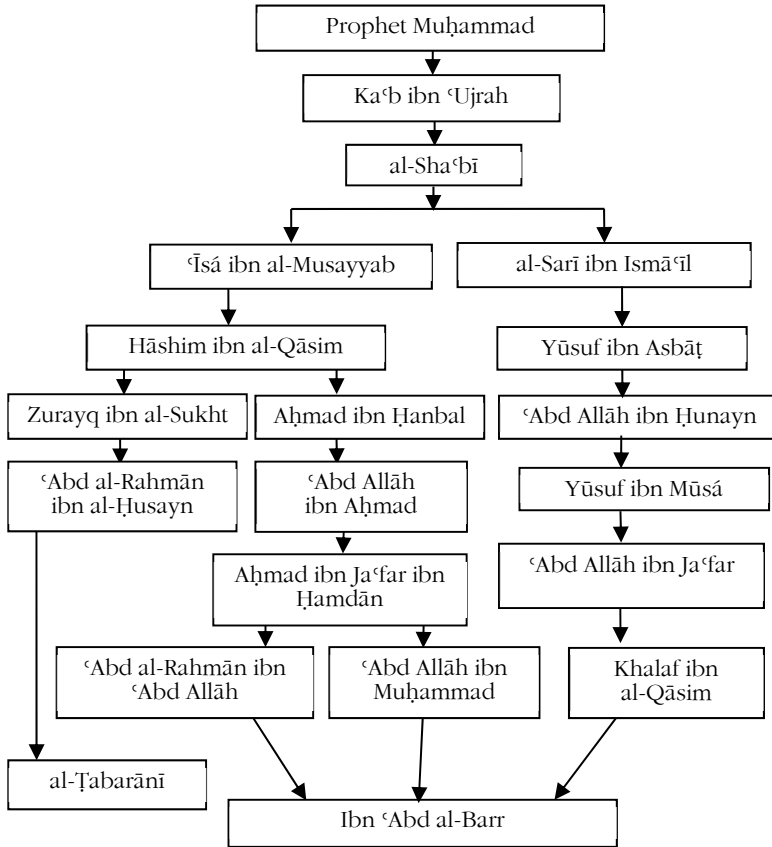 Prophet Muḥammad
Kaʿb ibn ʿUjrah
al-Shaʿbī
ʿĪsá ibn al-Musayyab
al-Sarī ibn Ismāʿīl
Hāshim ibn al-Qāsim
Yūsuf ibn Asbāṭ
Zurayq ibn al-Sukht
Aḥmad ibn Ḥanbal
ʿAbd Allāh ibn Ḥunayn
ʿAbd al-Rahmān
ibn al-Ḥusayn
ʿAbd Allāh
ibn Aḥmad
Yūsuf ibn Mūsá
Aḥmad ibn Jaʿfar ibn
Ḥamdān
ʿAbd Allāh ibn Jaʿfar
ʿAbd al-Rahmān ibn
ʿAbd Allāh
ʿAbd Allāh ibn
Muḥammad
Khalaf ibn
al-Qāsim
al-Ṭabarānī
Ibn ʿAbd al-Barr